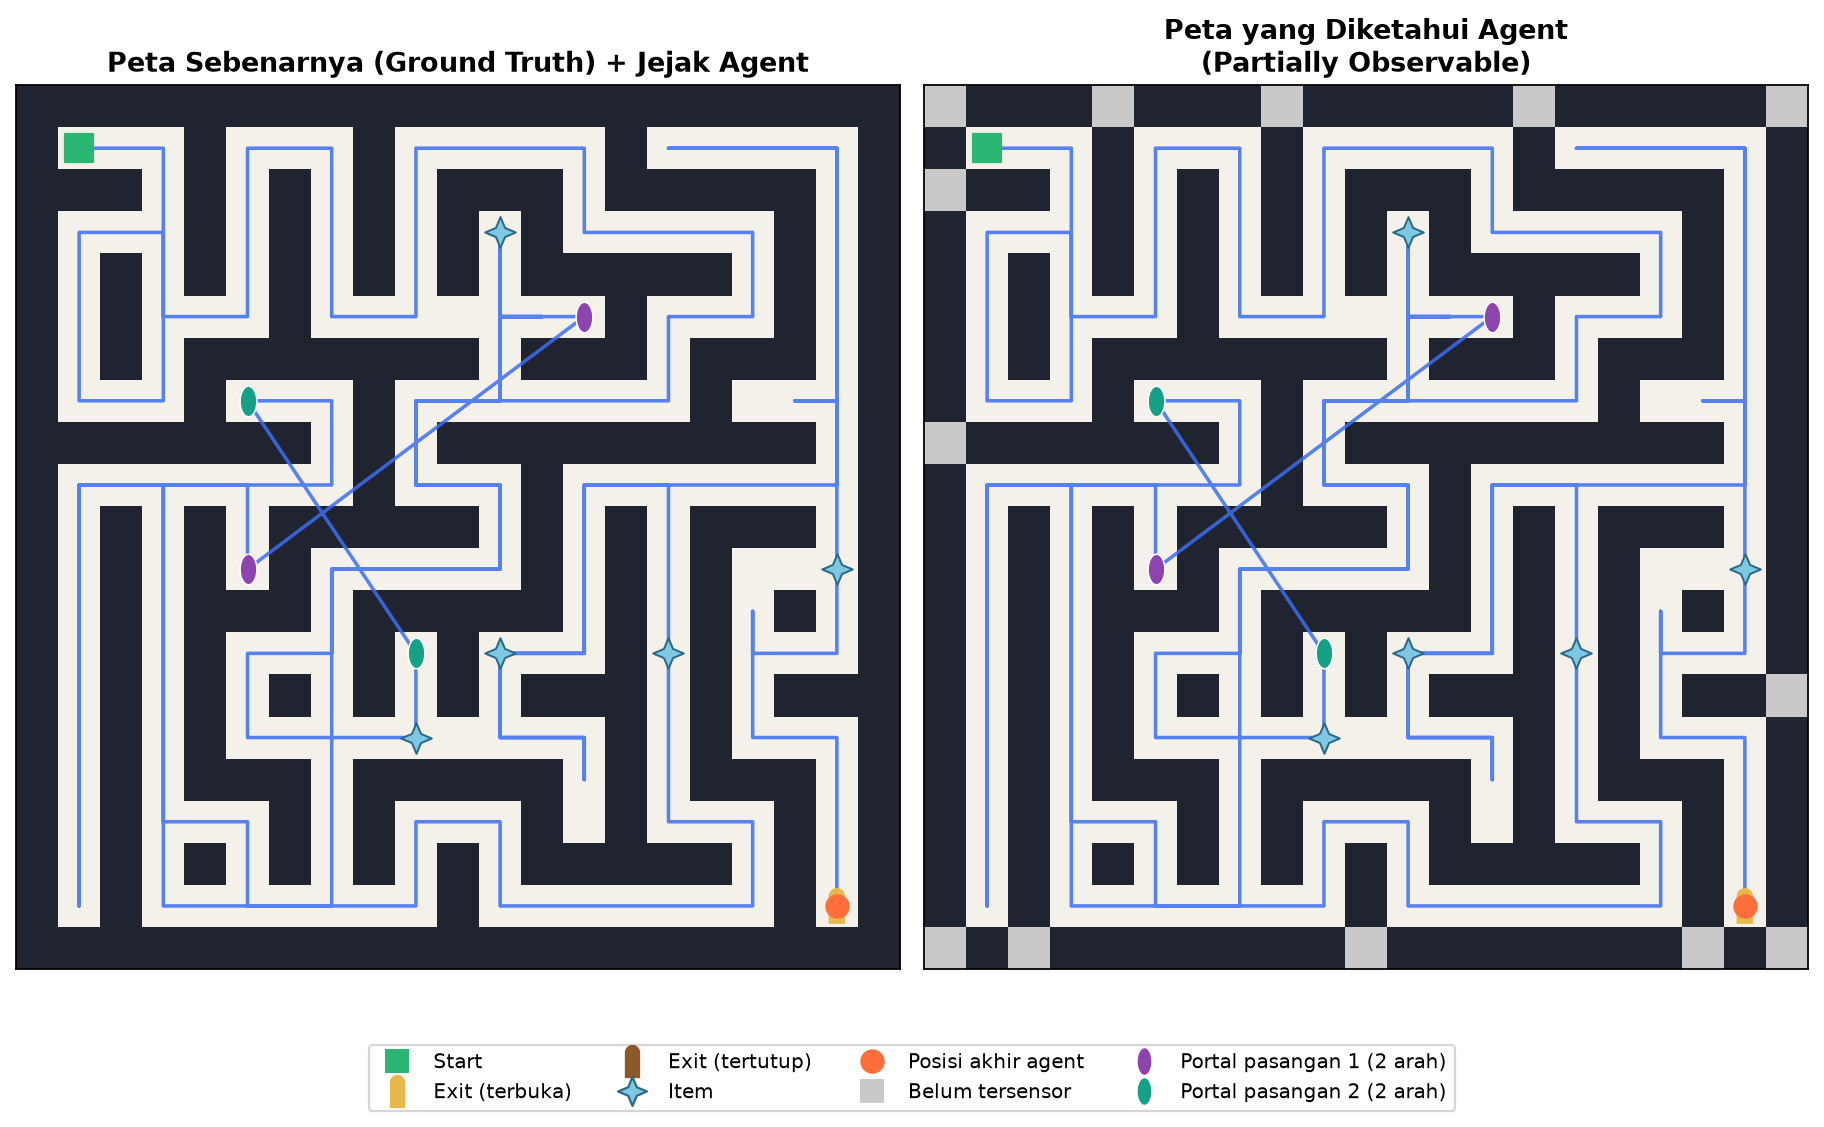 Peta Sebenarnya (Ground Truth) + Jejak Agent
Peta yang Diketahui Agent
(Partially Observable)
Start
Exit (terbuka)
Exit (tertutup)
Item
Posisi akhir agent
Belum tersensor
Portal pasangan 1 (2 arah)
Portal pasangan 2 (2 arah)